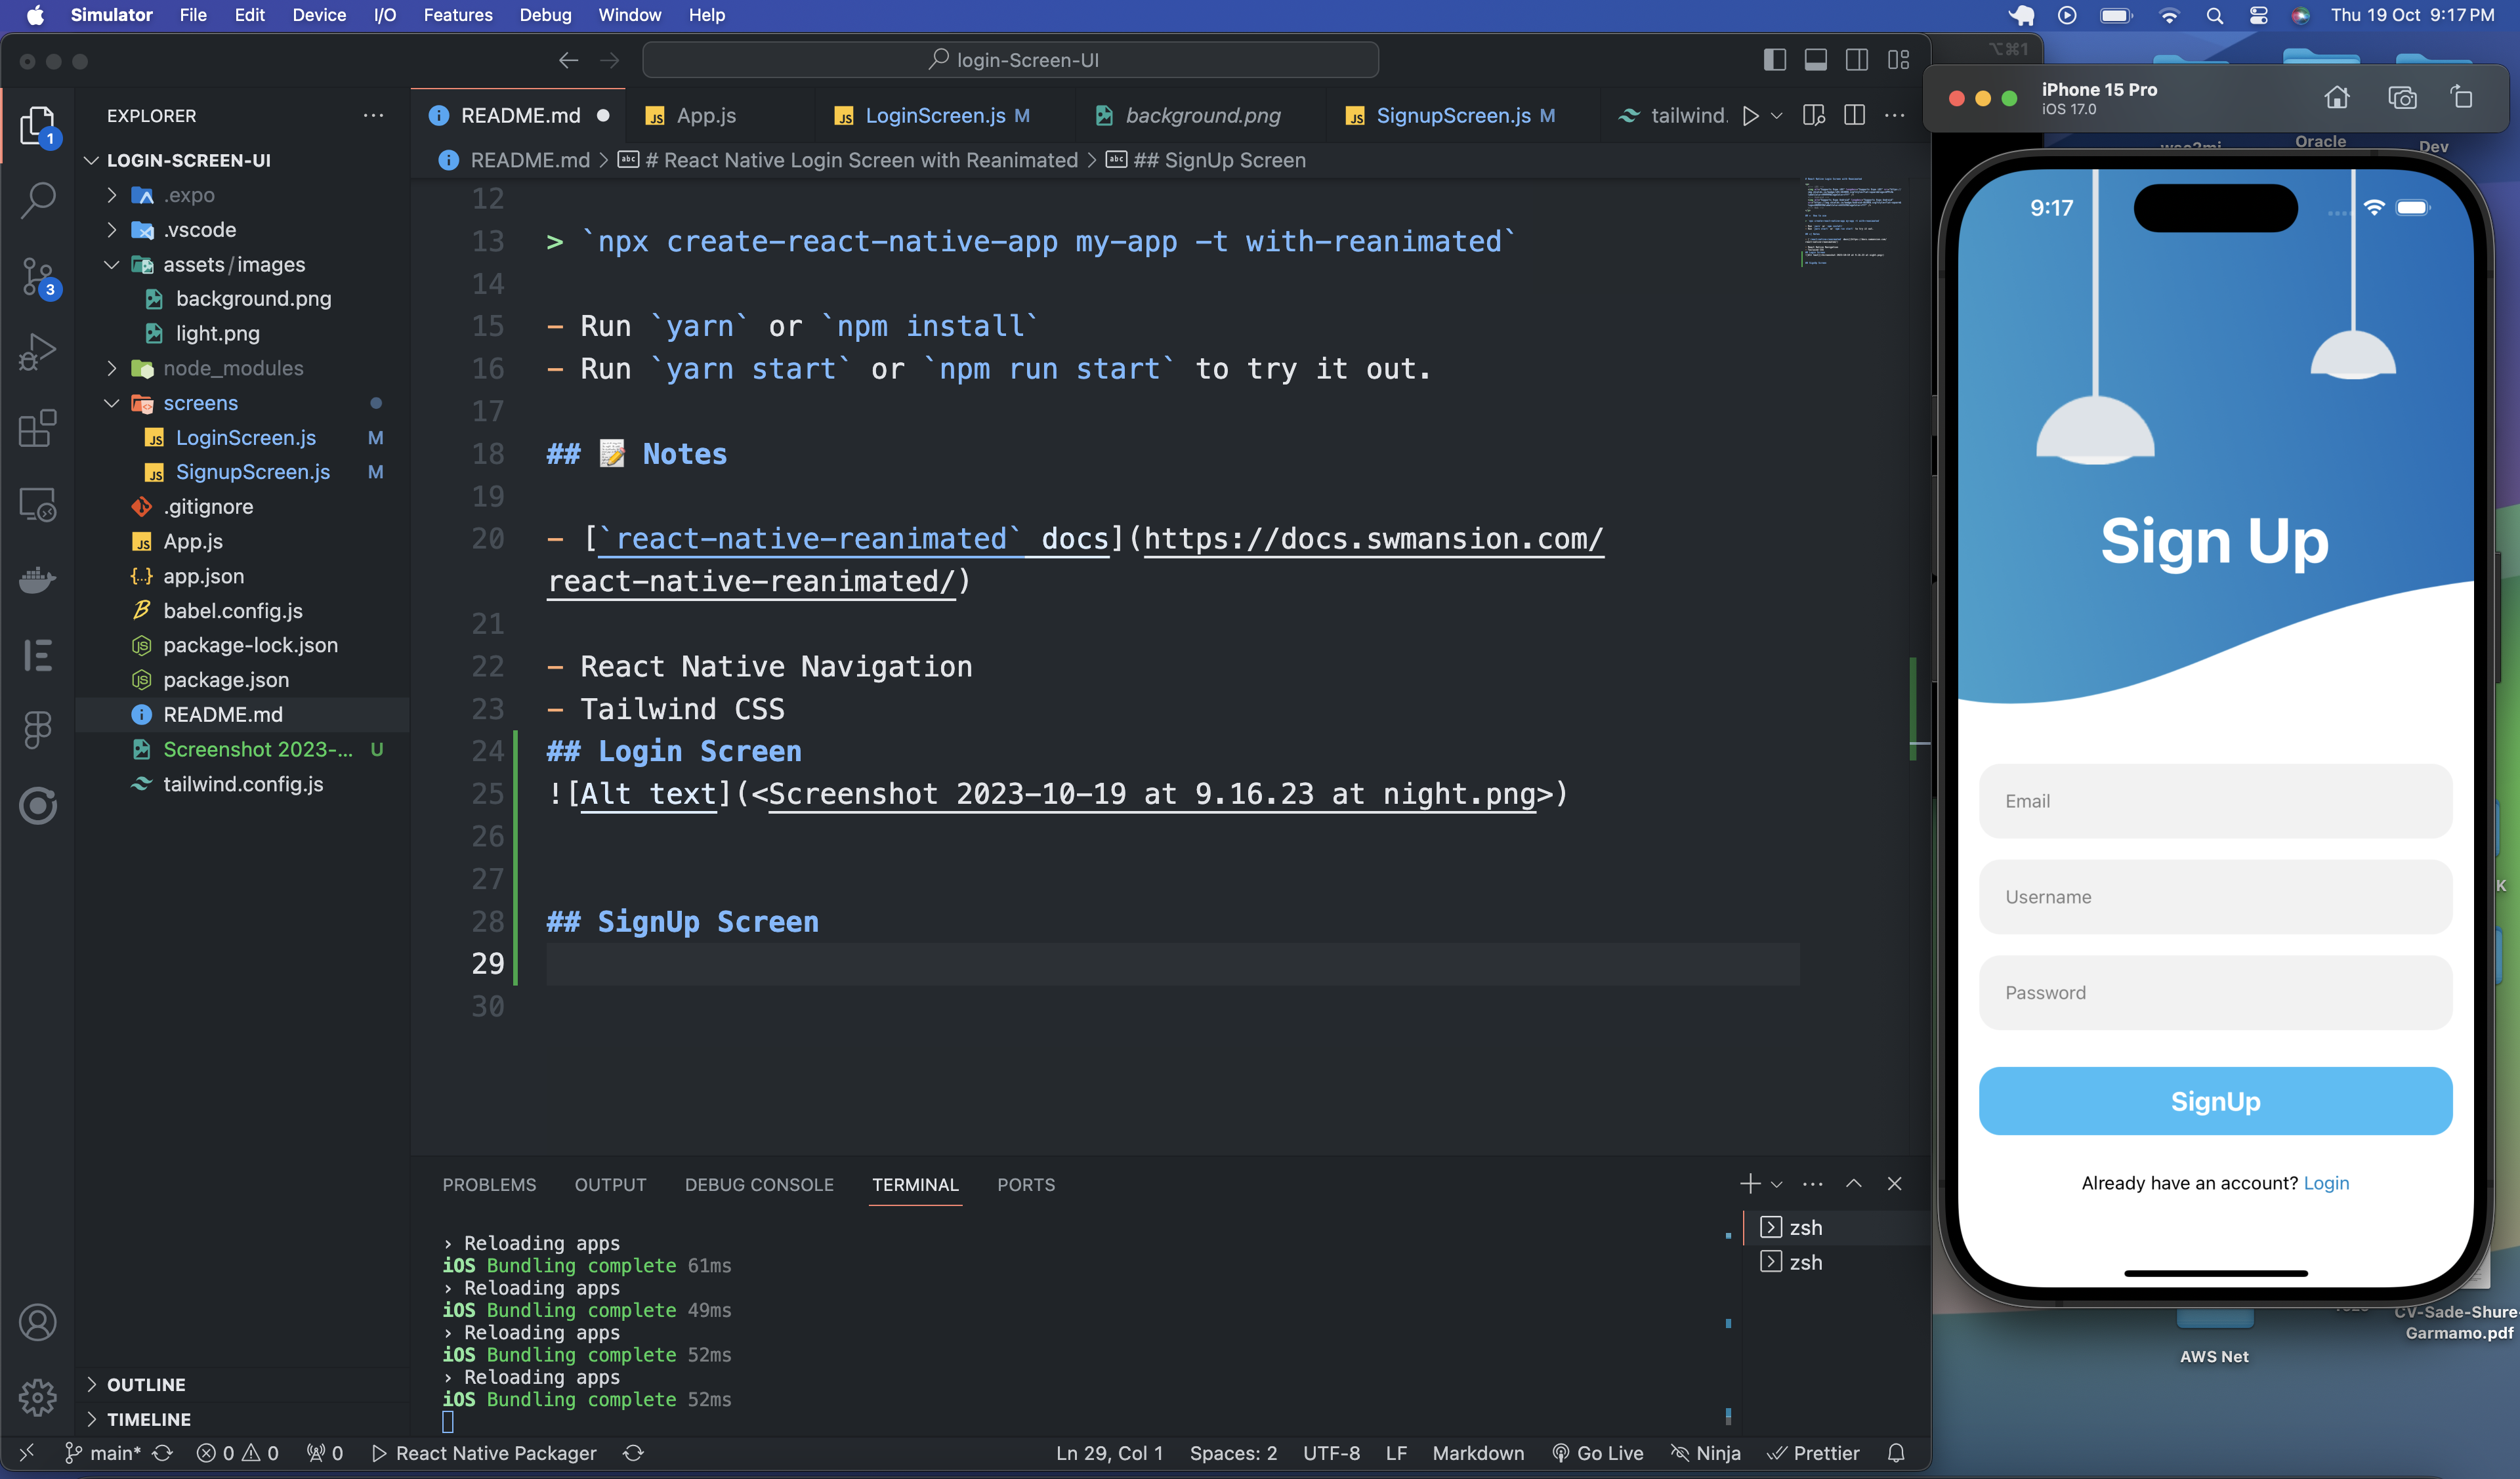 Simulator File Edit Device I/O Features Debug Window Help
Thu 19 Oct 9:17 PM
login-Screen-UI
EXPLORER
LOGIN-SCREEN-UI
.expo
.vscode
assets/images
background.png
light.png
node_modules
screens
LoginScreen.js M
SignupScreen.js M
.gitignore
App.js
app.json
babel.config.js
package-lock.json
package.json
README.md
Screenshot 2023-... U
tailwind.config.js
OUTLINE
TIMELINE
1
3
README.md
App.js
LoginScreen.js M
background.png
SignupScreen.js M
tailwind.
README.md > # React Native Login Screen with Reanimated > ## SignUp Screen
12
13 > `npx create-react-native-app my-app -t with-reanimated`
14
15 - Run `yarn` or `npm install`
16 - Run `yarn start` or `npm run start` to try it out.
17
18 ## 📝 Notes
19
20 - [`react-native-reanimated` docs](https://docs.swmansion.com/
react-native-reanimated/)
21
22 - React Native Navigation
23 - Tailwind CSS
24 ## Login Screen
25 ![Alt text](<Screenshot 2023-10-19 at 9.16.23 at night.png>)
26
27
28 ## SignUp Screen
29
30
PROBLEMS OUTPUT DEBUG CONSOLE TERMINAL PORTS
› Reloading apps
iOS Bundling complete 61ms
› Reloading apps
iOS Bundling complete 49ms
› Reloading apps
iOS Bundling complete 52ms
› Reloading apps
iOS Bundling complete 52ms
zsh
zsh
main* 0 0 0 React Native Packager
Ln 29, Col 1 Spaces: 2 UTF-8 LF Markdown Go Live Ninja Prettier
⌥⌘1
iPhone 15 Pro
iOS 17.0
Oracle
Dev
9:17
Sign Up
Email
Username
Password
SignUp
Already have an account? Login
K
CV-Sade-Shure-
Garmamo.pdf
AWS Net